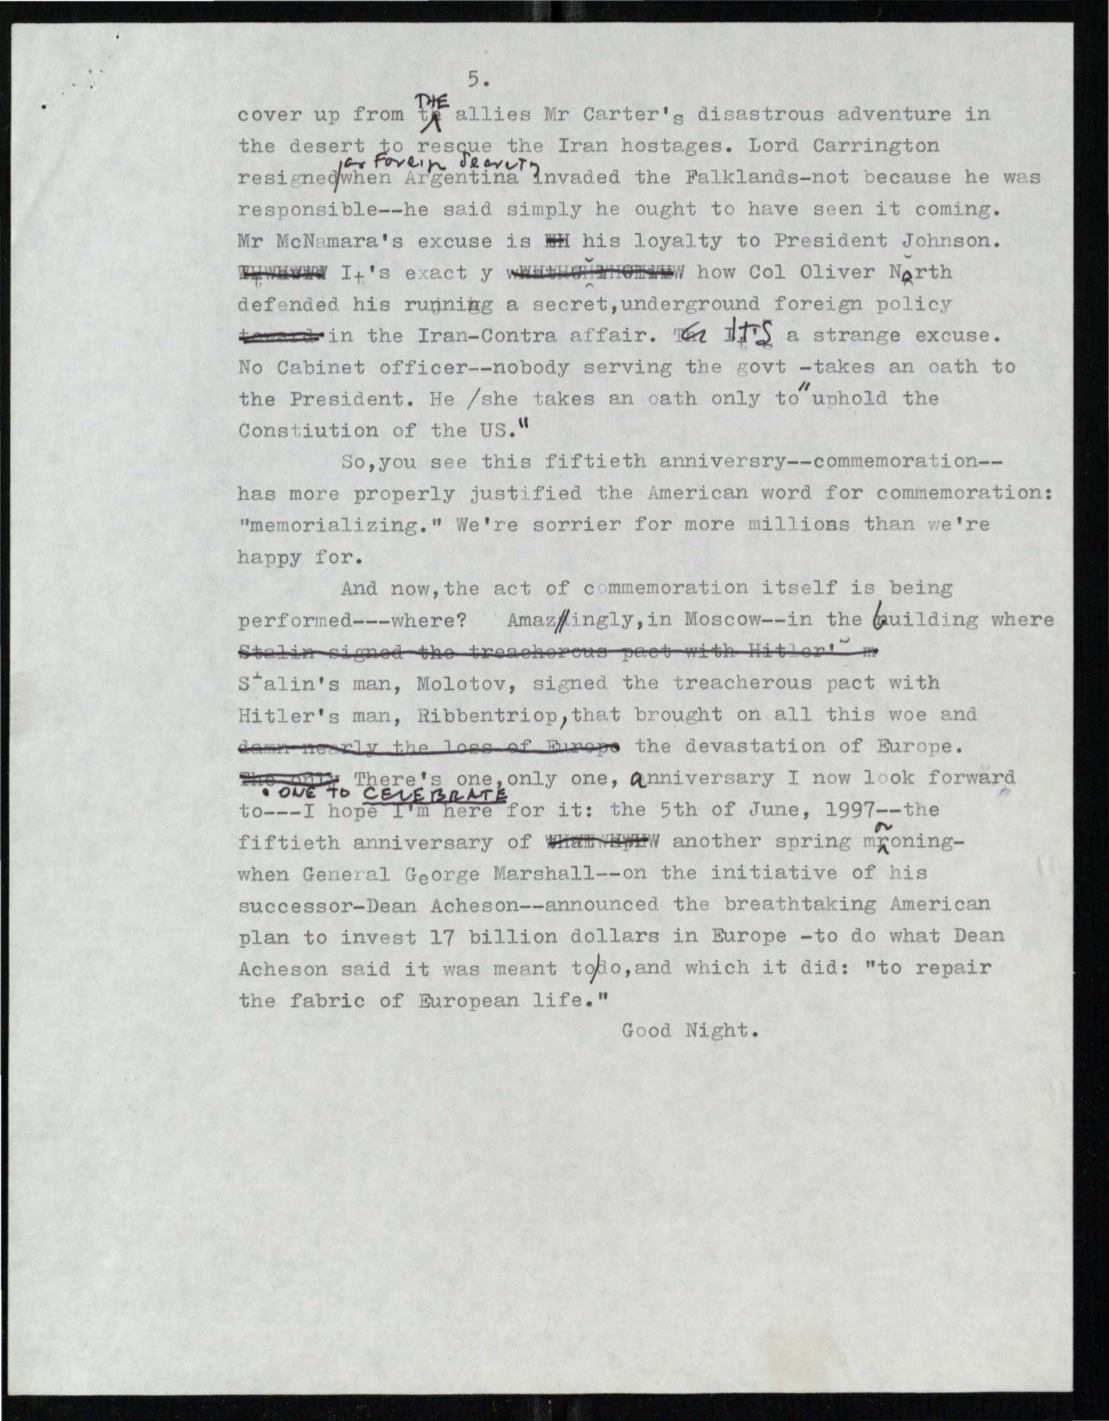 5.
THE
cover up from allies Mr Carter's disastrous adventure in
the desert to rescue the Iran hostages. Lord Carrington
as Foreign Secretary
resigned when Argentina invaded the Falklands-not because he was
responsible--he said simply he ought to have seen it coming.
Mr McNamara's excuse is his loyalty to President Johnson.
It's exact y how Col Oliver North
defended his running a secret,underground foreign policy
in the Iran-Contra affair. ITS a strange excuse.
No Cabinet officer--nobody serving the govt -takes an oath to
the President. He /she takes an oath only to "uphold the
Constiution of the US."
So,you see this fiftieth anniversry--commemoration--
has more properly justified the American word for commemoration:
"memorializing." We're sorrier for more millions than we're
happy for.
And now,the act of commemoration itself is being
performed---where? Amaz//ingly,in Moscow--in the building where
Stalin signed the treacherous pact with Hitler' m
Stalin's man, Molotov, signed the treacherous pact with
Hitler's man, Ribbentriop,that brought on all this woe and
damn nearly the loss of Europe the devastation of Europe.
The only There's one,only one, anniversary I now look forward
• ONE TO CELEBRATE
to---I hope I'm here for it: the 5th of June, 1997--the
or
fiftieth anniversary of another spring mroning-
when General George Marshall--on the initiative of his
successor-Dean Acheson--announced the breathtaking American
plan to invest 17 billion dollars in Europe -to do what Dean
Acheson said it was meant to/do,and which it did: "to repair
the fabric of European life."
Good Night.